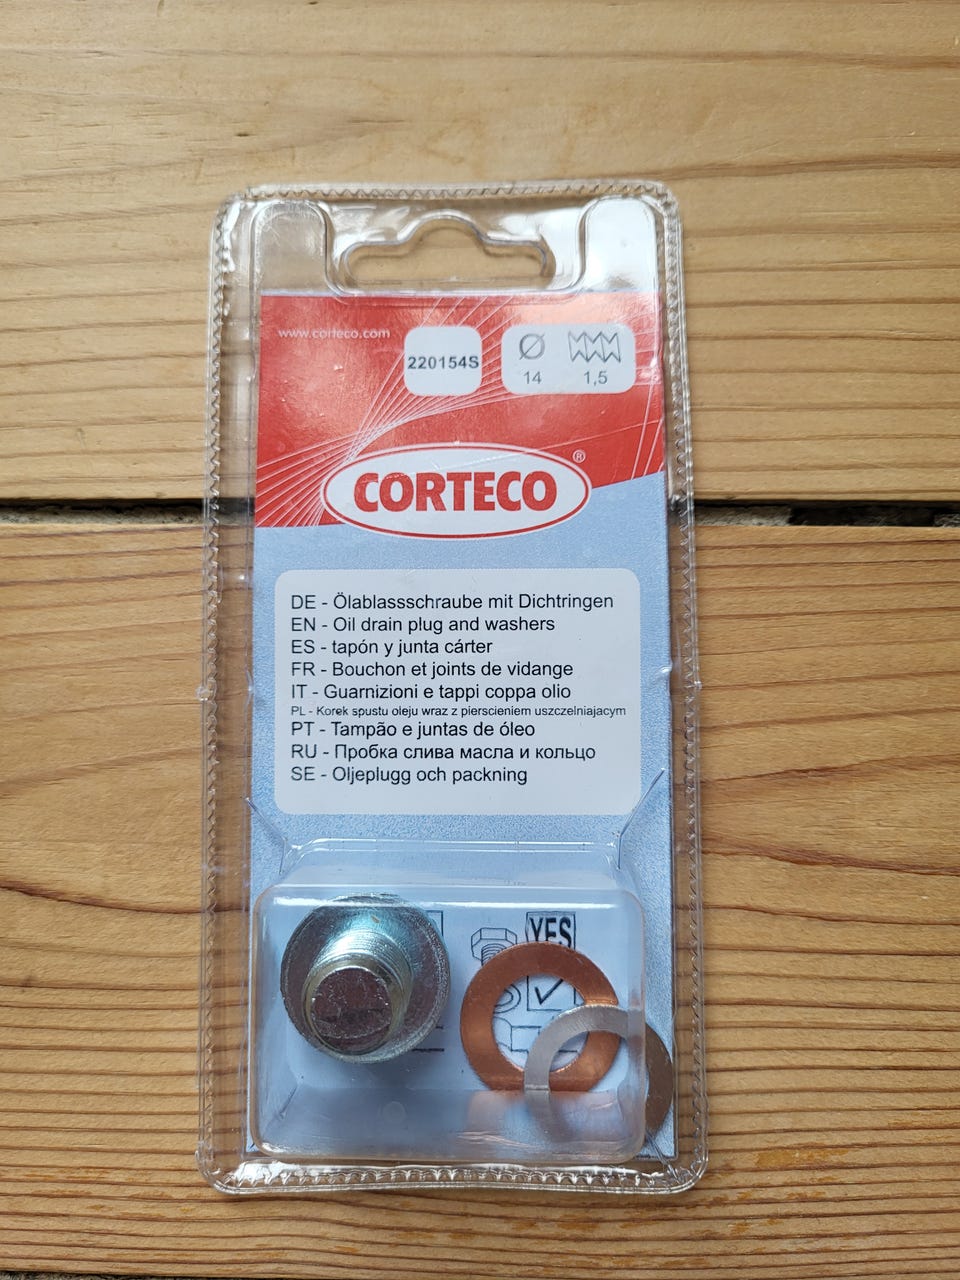 www.corteco.com
220154S
14 1,5
CORTECO®
DE - Ölablassschraube mit Dichtringen
EN - Oil drain plug and washers
ES - tapón y junta cárter
FR - Bouchon et joints de vidange
IT - Guarnizioni e tappi coppa olio
PL - Korek spustu oleju wraz z pierscieniem uszczelniajacym
PT - Tampão e juntas de óleo
RU - Пробка слива масла и кольцо
SE - Oljeplugg och packning
YES